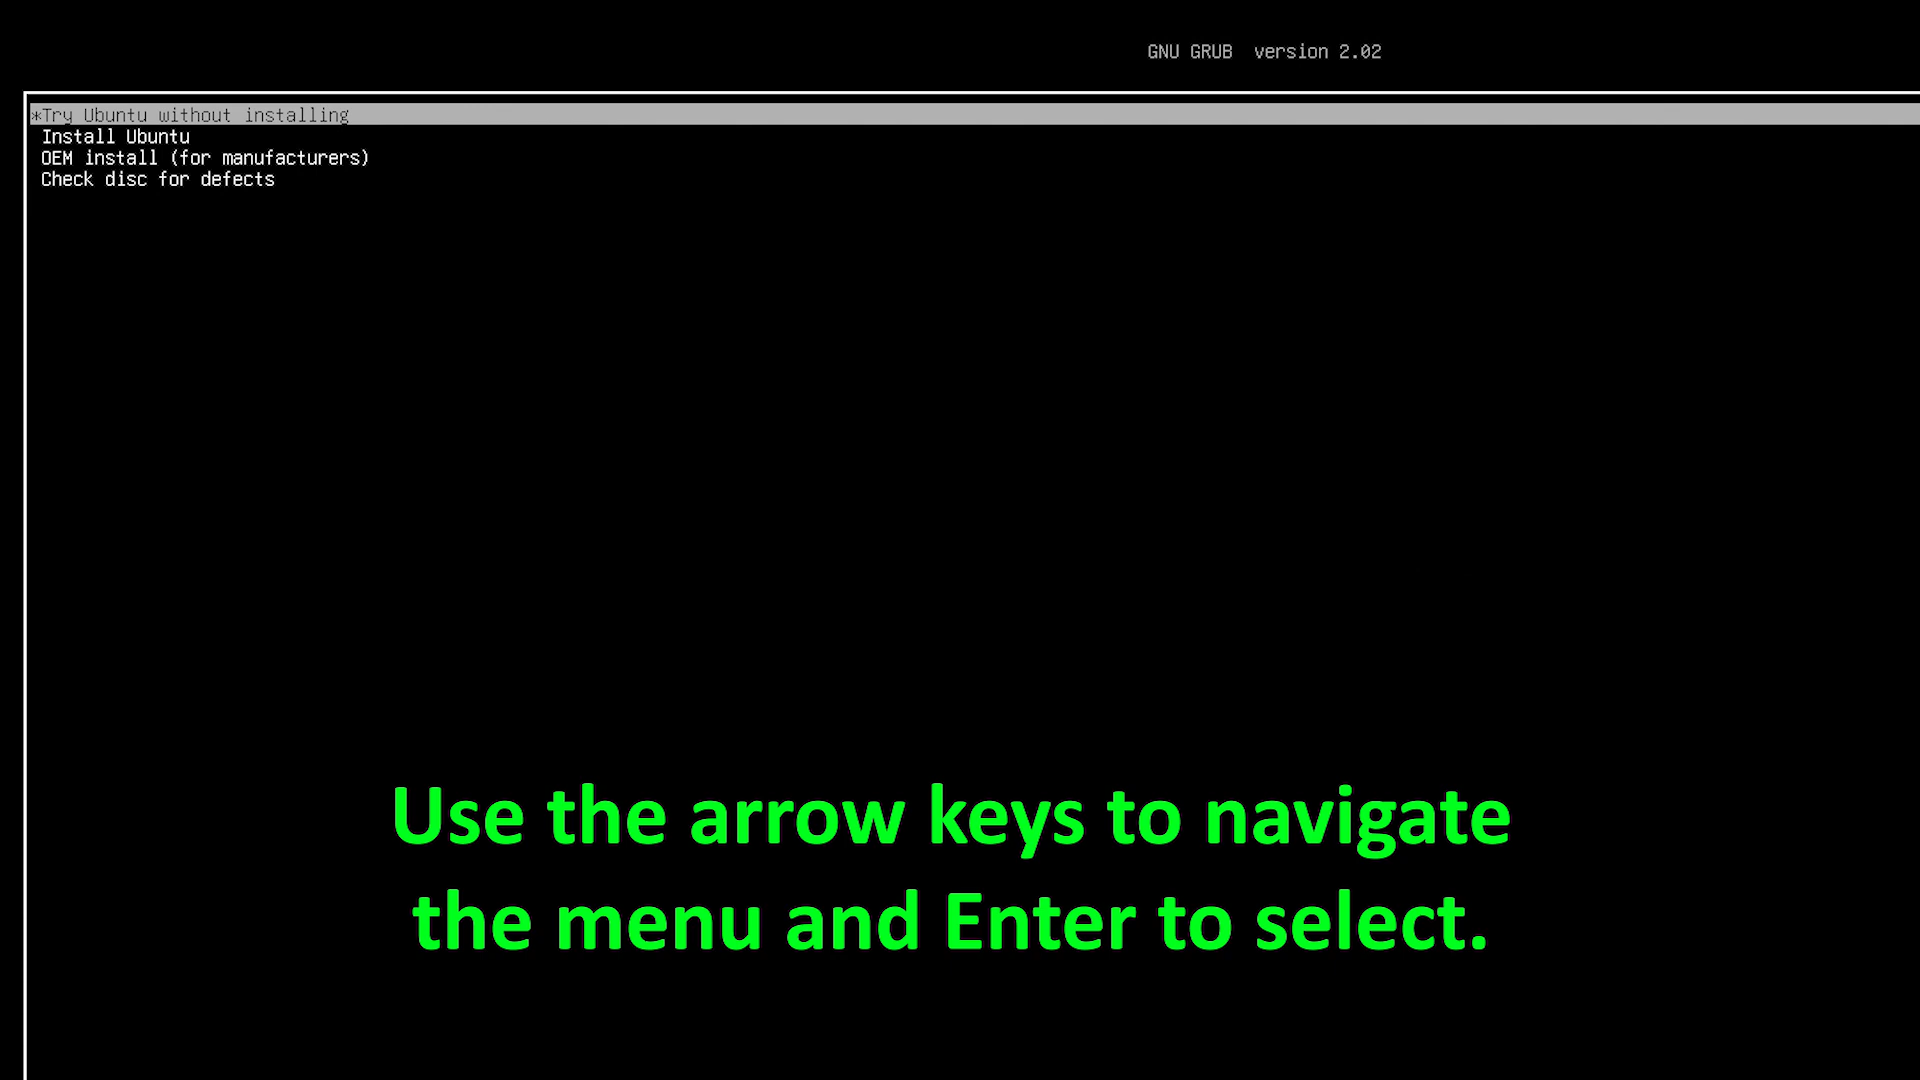 GNU GRUB  version 2.02
*Try Ubuntu without installing
Install Ubuntu
OEM install (for manufacturers)
Check disc for defects
Use the arrow keys to navigate
the menu and Enter to select.